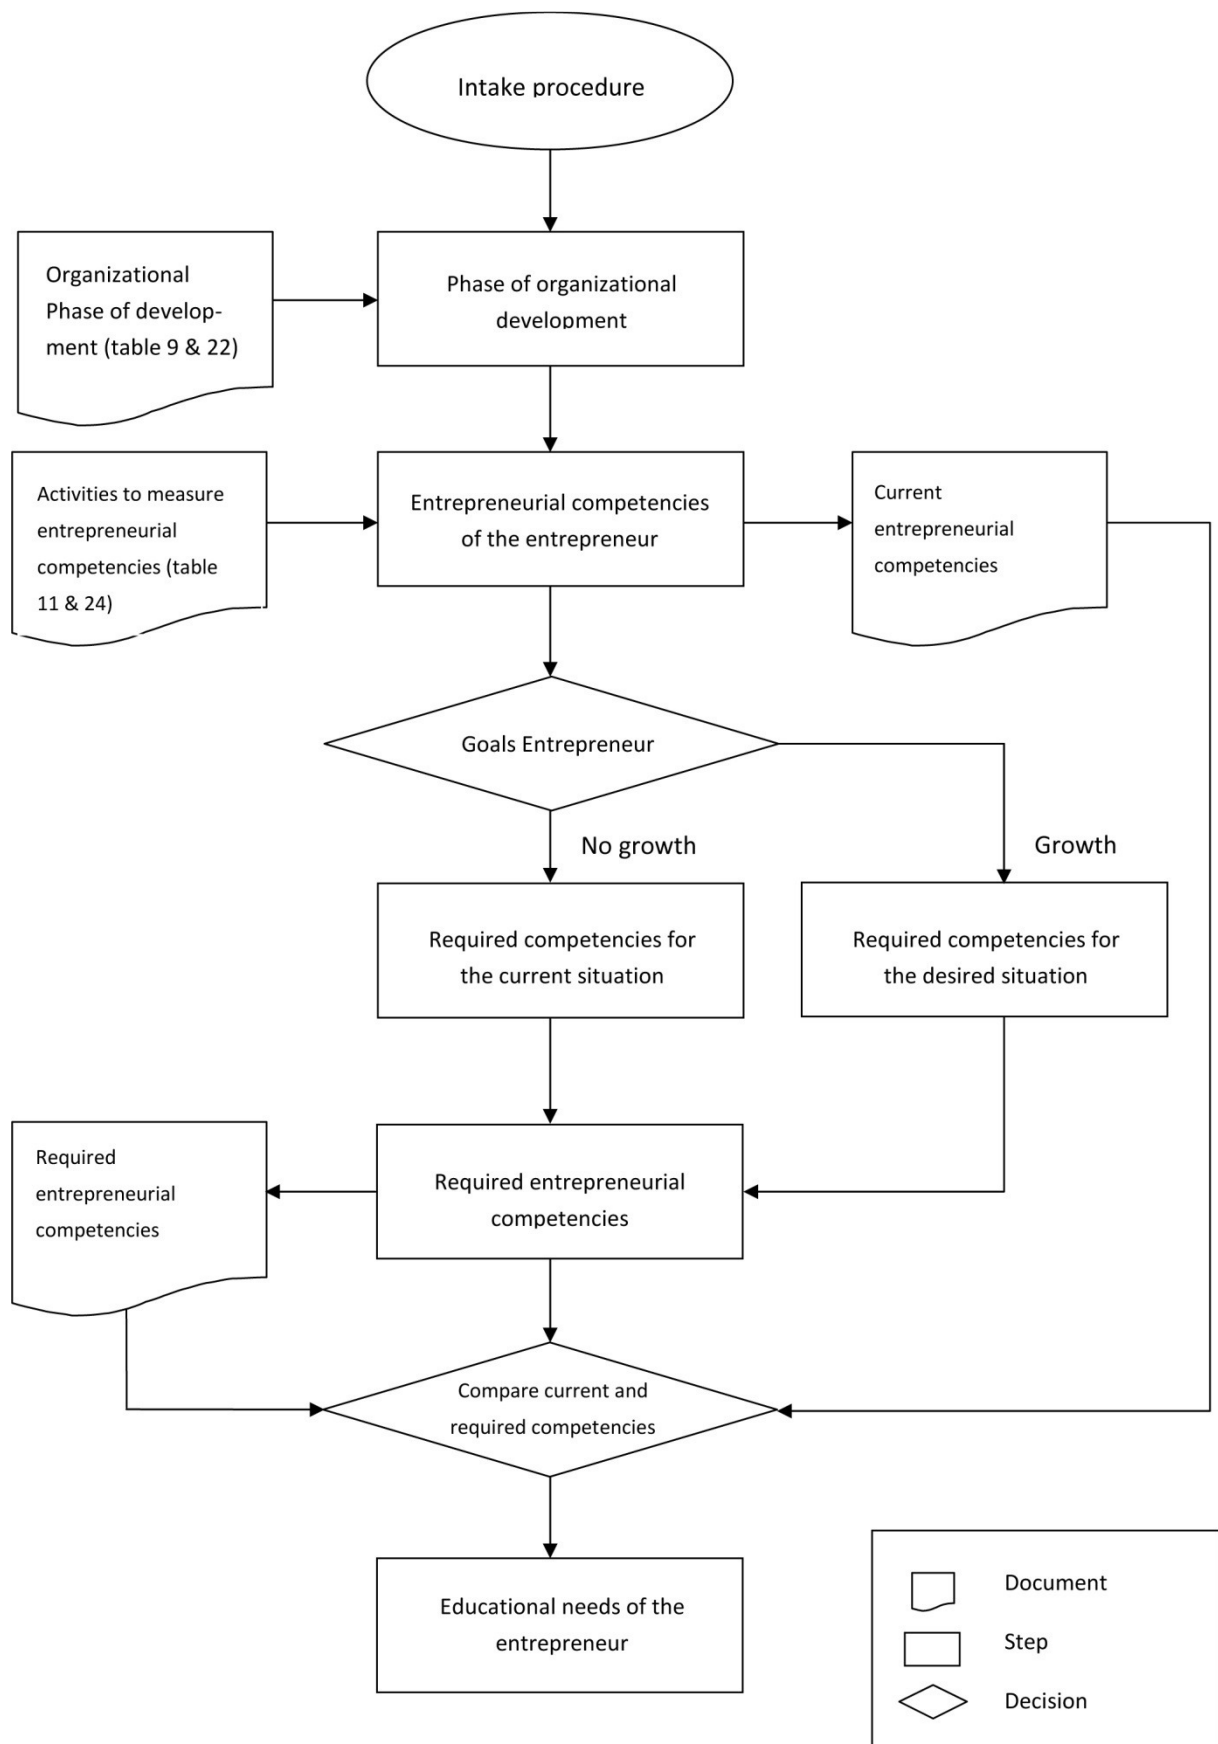 Intake procedure
Organizational
Phase of develop-
ment (table 9 & 22)
Phase of organizational
development
Activities to measure
entrepreneurial
competencies (table
11 & 24)
Entrepreneurial competencies
of the entrepreneur
Current
entrepreneurial
competencies
Goals Entrepreneur
No growth
Growth
Required competencies for
the current situation
Required competencies for
the desired situation
Required
entrepreneurial
competencies
Required entrepreneurial
competencies
Compare current and
required competencies
Educational needs of the
entrepreneur
Document
Step
Decision